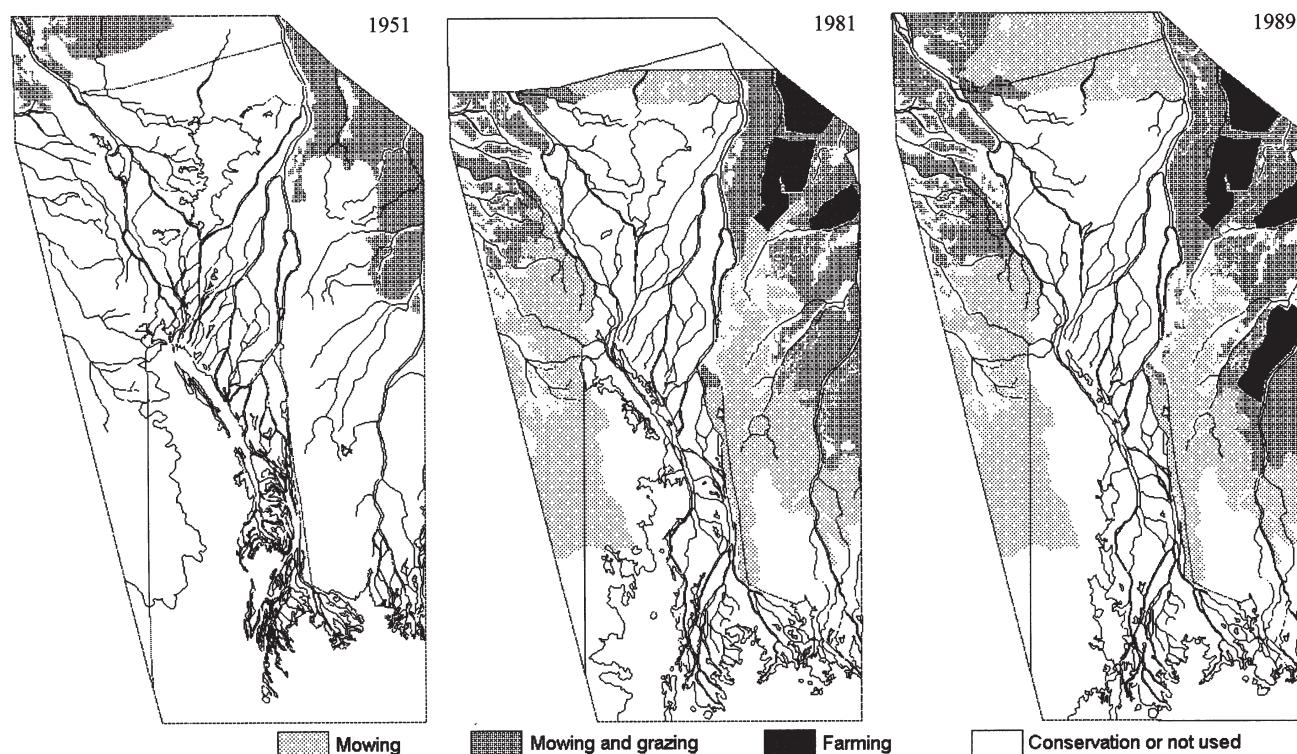 1951
1981
1989
Mowing
Mowing and grazing
Farming
Conservation or not used